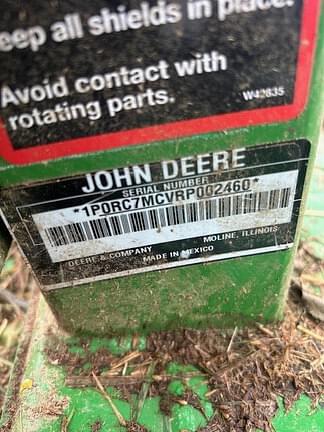 eep all shields in place.
Avoid contact with
rotating parts.
W42835
JOHN DEERE
SERIAL NUMBER
*1P0RC7MCVRP002460*
DEERE & COMPANY MOLINE, ILLINOIS
MADE IN MEXICO